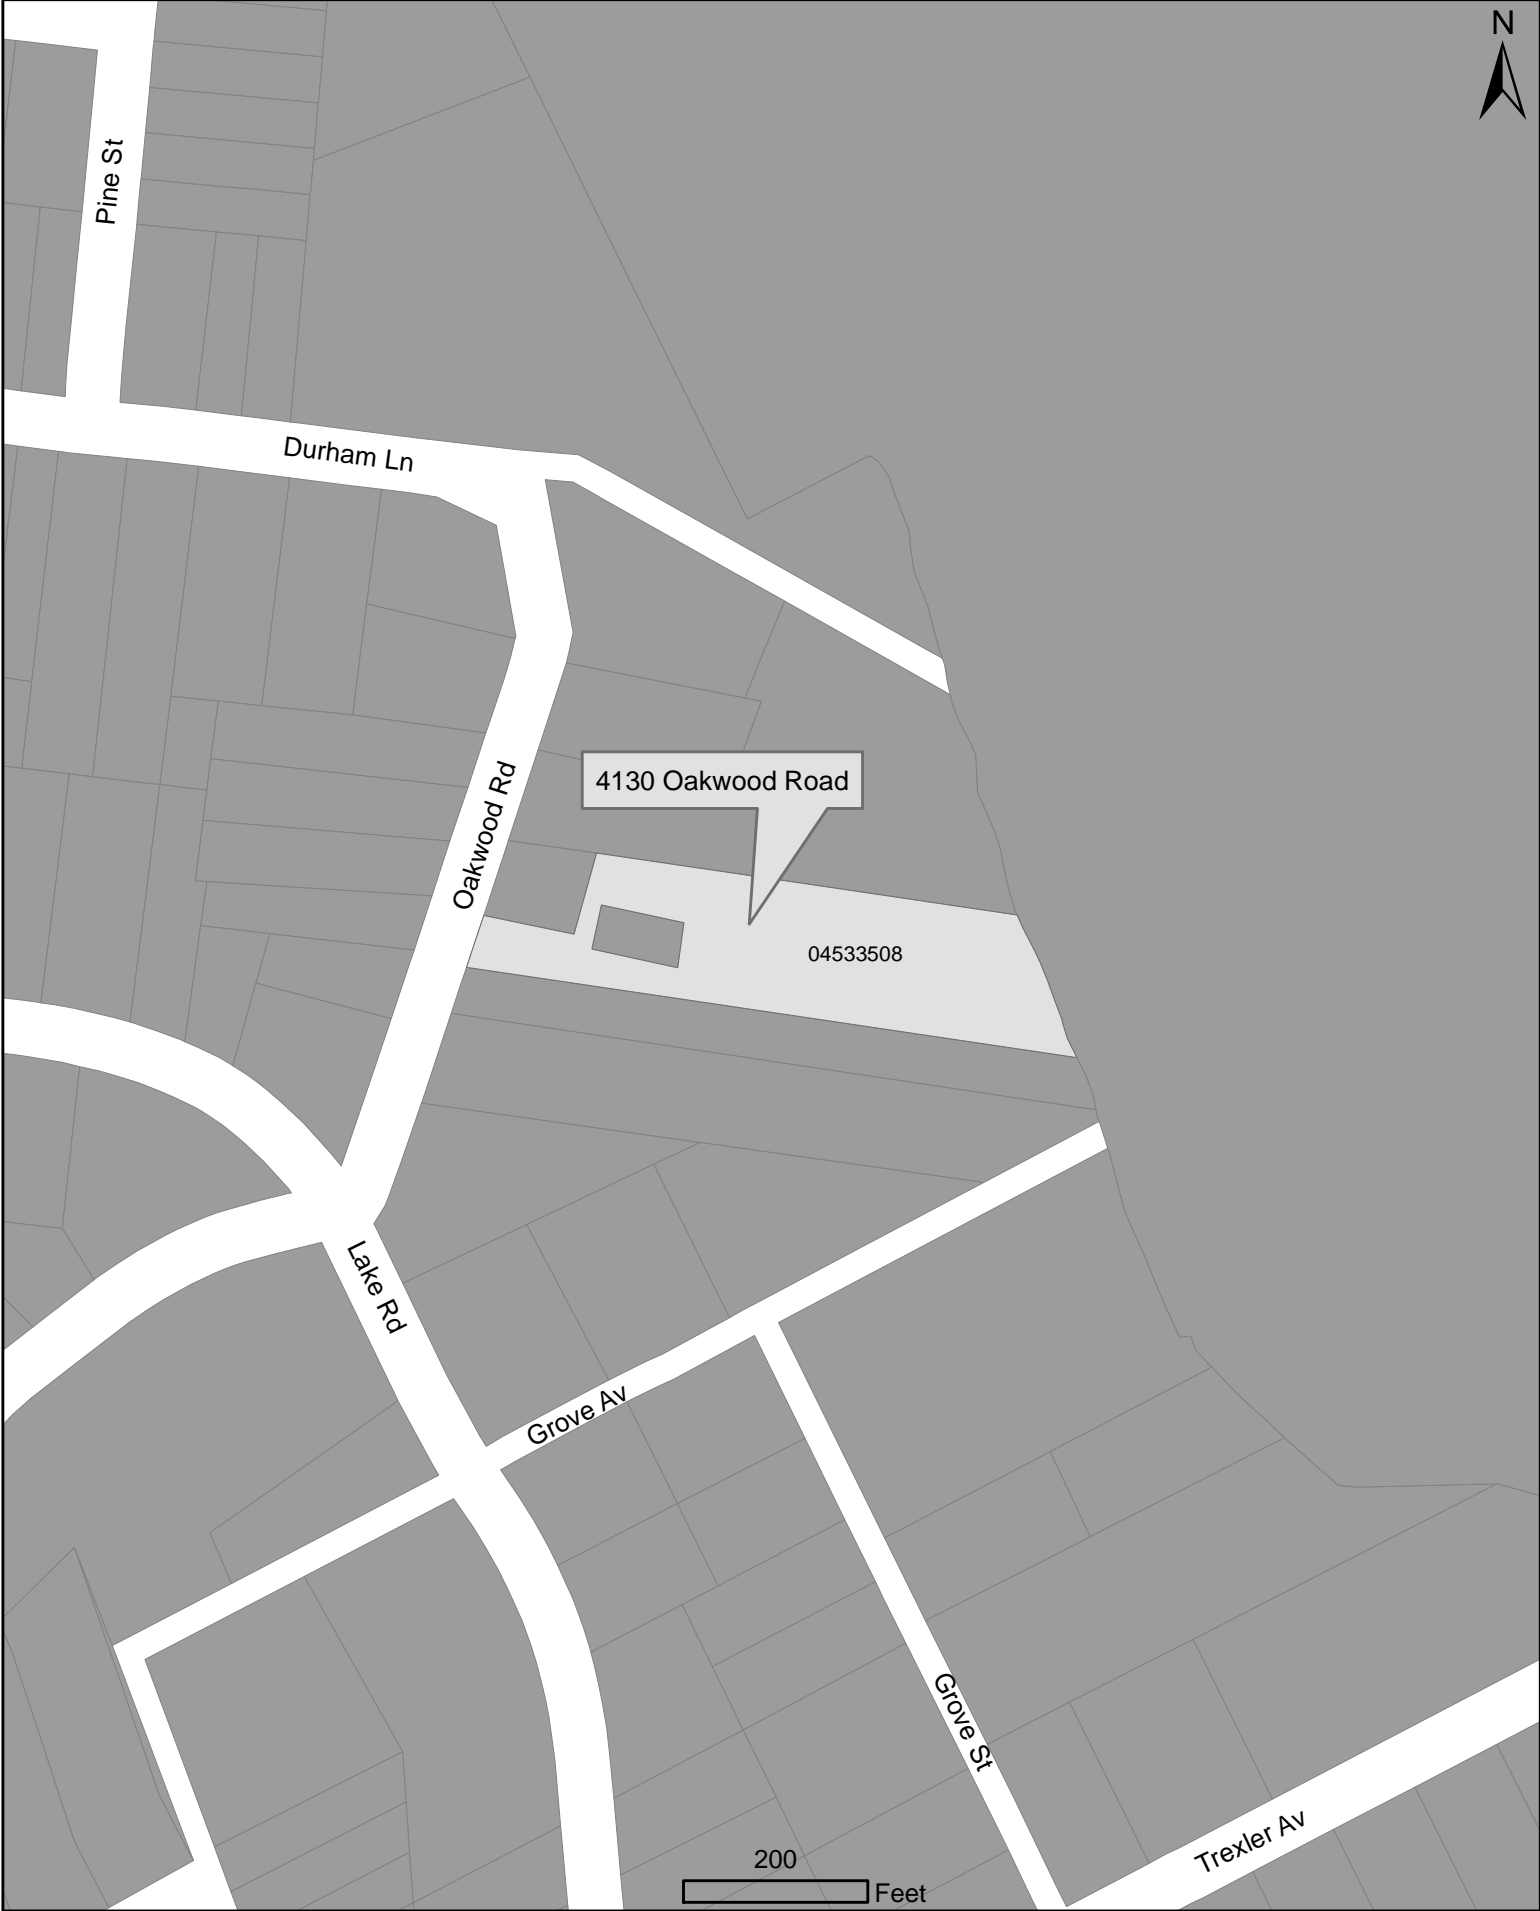 N
Pine St
Durham Ln
4130 Oakwood Road
Oakwood Rd
04533508
Lake Rd
Grove Av
Grove St
Trexler Av
200
Feet